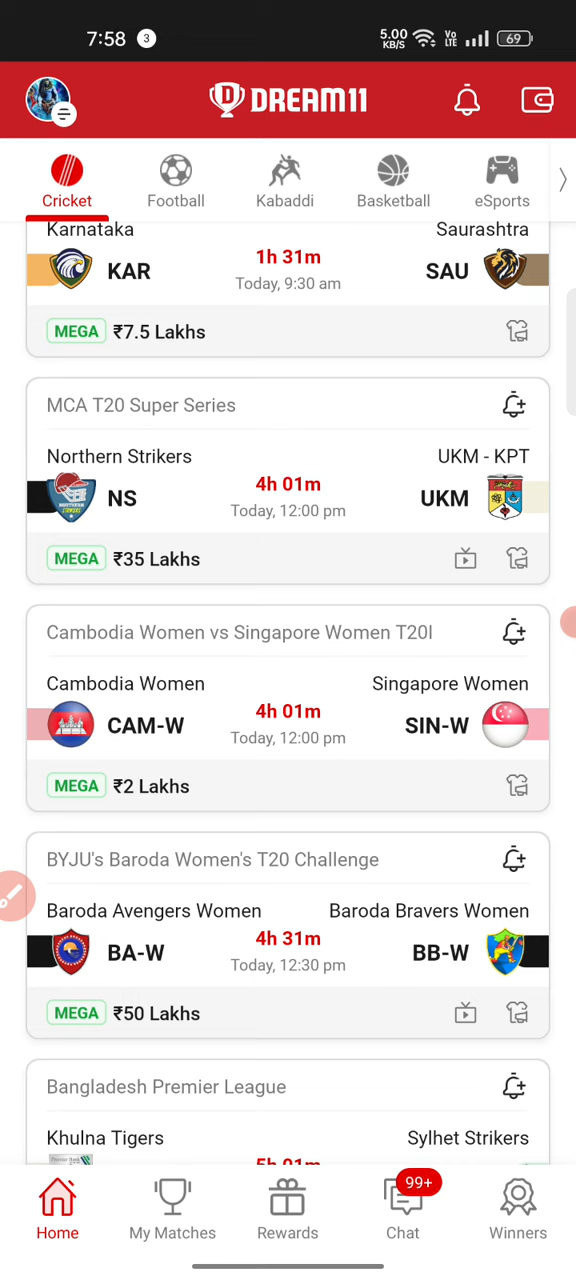 7:58 3 5.00 KB/S Vo LTE 69
DREAM11
Cricket Football Kabaddi Basketball eSports
Karnataka Saurashtra
KAR 1h 31m SAU
Today, 9:30 am
MEGA ₹7.5 Lakhs
MCA T20 Super Series
Northern Strikers UKM - KPT
NS 4h 01m UKM
Today, 12:00 pm
MEGA ₹35 Lakhs
Cambodia Women vs Singapore Women T20I
Cambodia Women Singapore Women
CAM-W 4h 01m SIN-W
Today, 12:00 pm
MEGA ₹2 Lakhs
BYJU's Baroda Women's T20 Challenge
Baroda Avengers Women Baroda Bravers Women
BA-W 4h 31m BB-W
Today, 12:30 pm
MEGA ₹50 Lakhs
Bangladesh Premier League
Khulna Tigers Sylhet Strikers
5h 01m
99+
Home My Matches Rewards Chat Winners